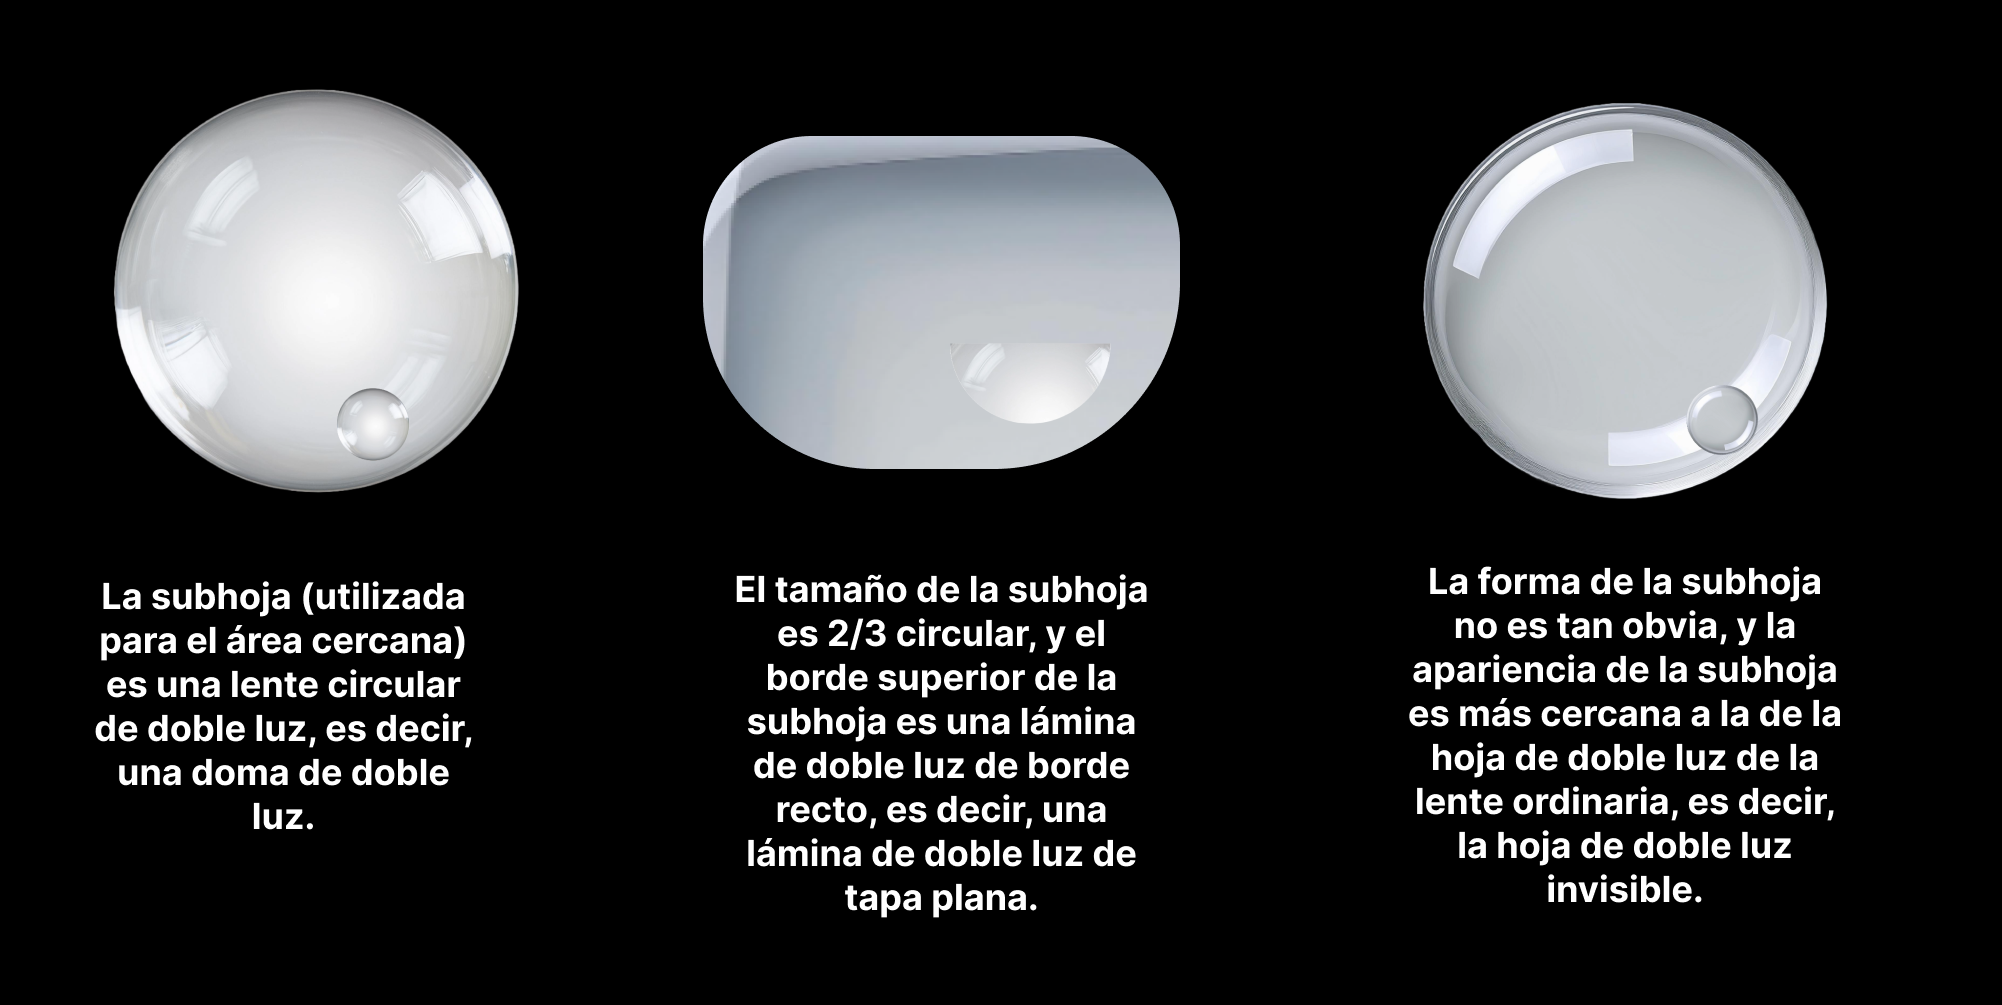 La subhoja (utilizada
para el área cercana)
es una lente circular
de doble luz, es decir,
una doma de doble
luz.
El tamaño de la subhoja
es 2/3 circular, y el
borde superior de la
subhoja es una lámina
de doble luz de borde
recto, es decir, una
lámina de doble luz de
tapa plana.
La forma de la subhoja
no es tan obvia, y la
apariencia de la subhoja
es más cercana a la de la
hoja de doble luz de la
lente ordinaria, es decir,
la hoja de doble luz
invisible.